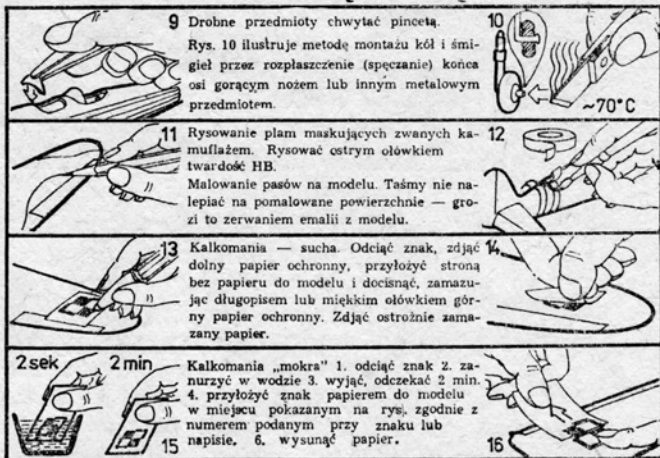 9 Drobne przedmioty chwytać pincetą.
Rys. 10 ilustruje metodę montażu kół i śmi-
gieł przez rozpłaszczenie (spęczanie) końca
osi gorącym nożem lub innym metalowym
przedmiotem.
10
~70°C
11 Rysowanie plam maskujących zwanych ka-
muflażem. Rysować ostrym ołówkiem
twardość HB.
Malowanie pasów na modelu. Taśmy nie na-
lepiać na pomalowane powierzchnie — gro-
zi to zerwaniem emalii z modelu.
12
13 Kalkomania — sucha. Odciąć znak, zdjąć
dolny papier ochronny, przyłożyć stroną
bez papieru do modelu i docisnąć, zamazu-
jąc długopisem lub miękkim ołówkiem gór-
ny papier ochronny. Zdjąć ostrożnie zama-
zany papier.
14
2 sek 2 min
15
Kalkomania „mokra" 1. odciąć znak 2. za-
nurzyć w wodzie 3. wyjąć, odczekać 2 min.
4. przyłożyć znak papierem do modelu
w miejscu pokazanym na rys. zgodnie z
numerem podanym przy znaku lub
napisie. 6. wysunąć papier.
16